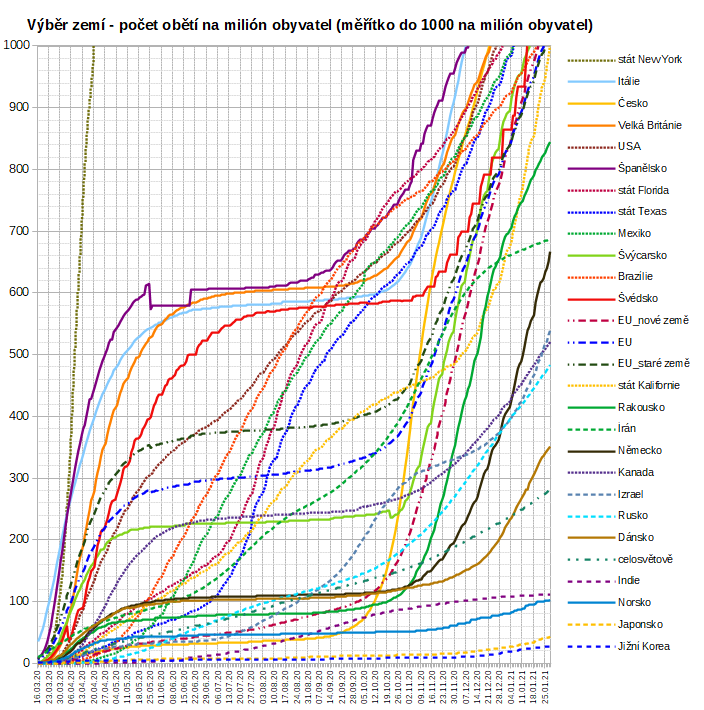 Výběr zemí - počet obětí na milión obyvatel (měřítko do 1000 na milión obyvatel)
1000
900
800
700
600
500
400
300
200
100
0
16.03.20
23.03.20
30.03.20
06.04.20
13.04.20
20.04.20
27.04.20
04.05.20
11.05.20
18.05.20
25.05.20
01.06.20
08.06.20
15.06.20
22.06.20
29.06.20
06.07.20
13.07.20
20.07.20
27.07.20
03.08.20
10.08.20
17.08.20
24.08.20
31.08.20
07.09.20
14.09.20
21.09.20
28.09.20
05.10.20
12.10.20
19.10.20
26.10.20
02.11.20
09.11.20
16.11.20
23.11.20
30.11.20
07.12.20
14.12.20
21.12.20
28.12.20
04.01.21
11.01.21
18.01.21
25.01.21
stát NewYork
Itálie
Česko
Velká Británie
USA
Španělsko
stát Florida
stát Texas
Mexiko
Švýcarsko
Brazílie
Švédsko
EU_nové země
EU
EU_staré země
stát Kalifornie
Rakousko
Írán
Německo
Kanada
Izrael
Rusko
Dánsko
celosvětově
Indie
Norsko
Japonsko
Jižní Korea